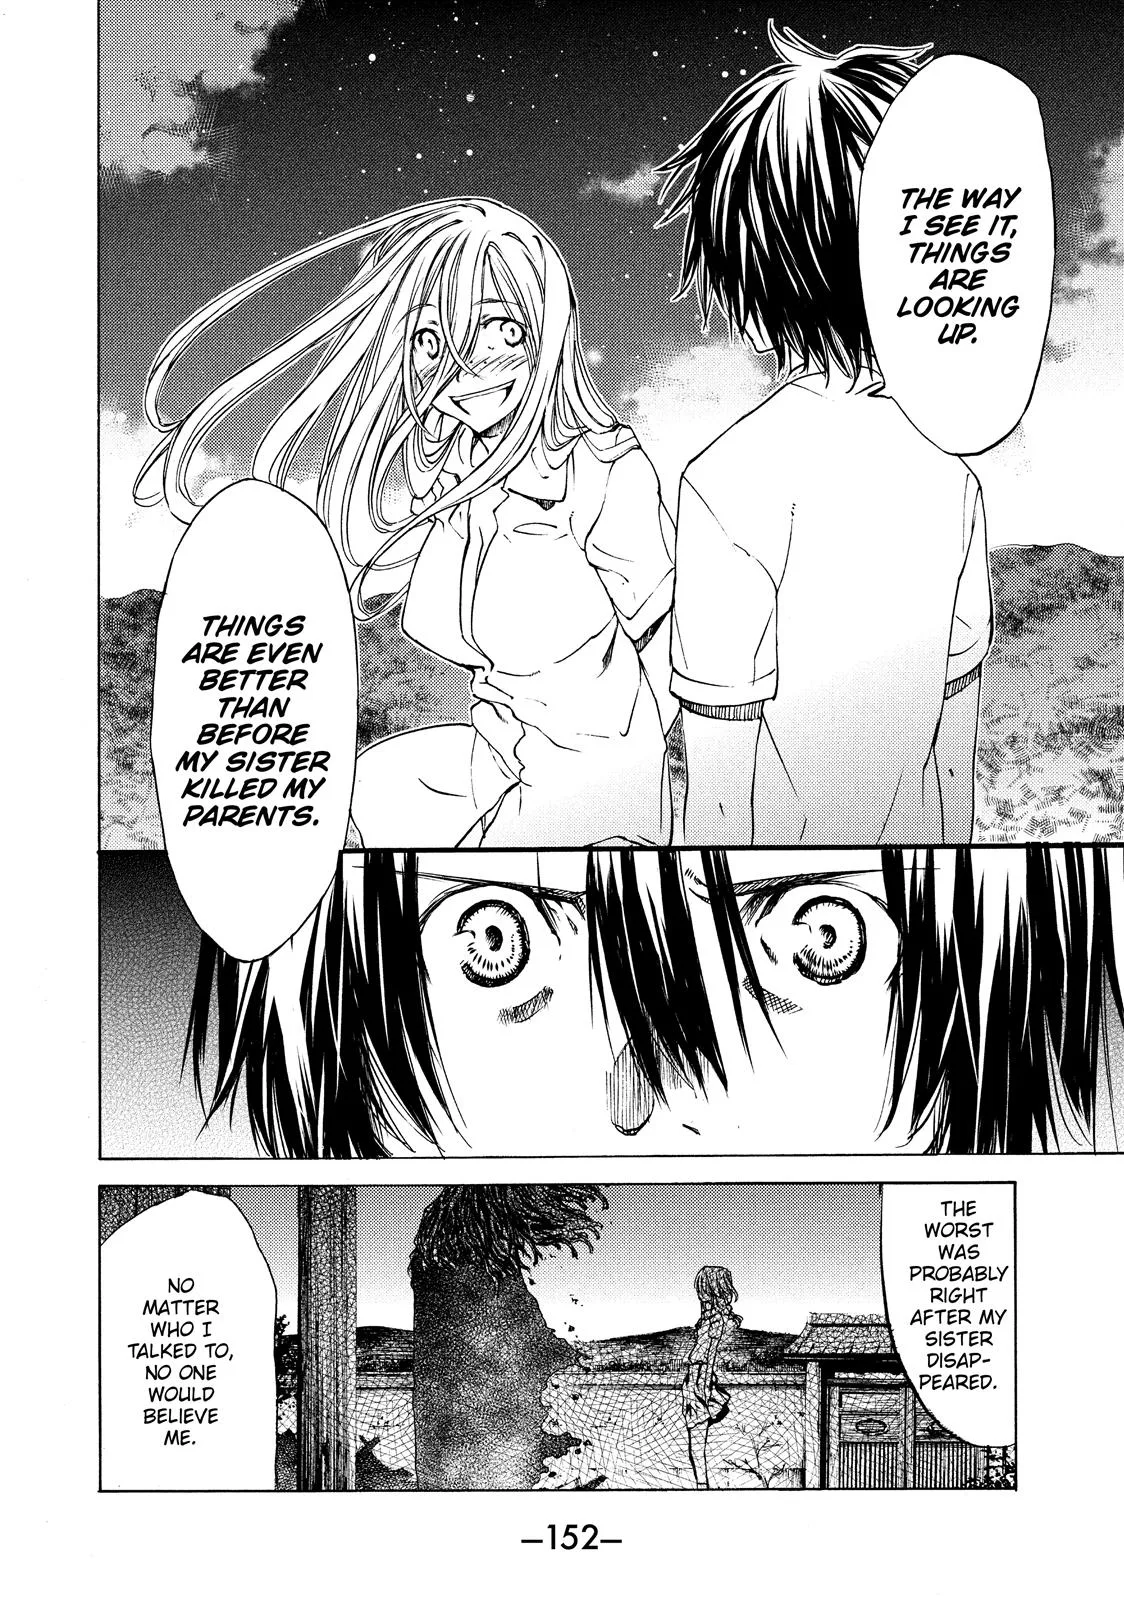 THE WAY
I SEE IT,
THINGS
ARE
LOOKING
UP.
THINGS
ARE EVEN
BETTER
THAN
BEFORE
MY SISTER
KILLED MY
PARENTS.
THE
WORST
WAS
PROBABLY
RIGHT
AFTER MY
SISTER
DISAP-
PEARED.
NO
MATTER
WHO I
TALKED TO,
NO ONE
WOULD
BELIEVE
ME.
—152—